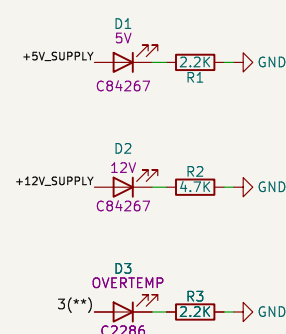 D1
5V
+5V_SUPPLY
2.2K
GND
R1
C84267
D2
12V
R2
+12V_SUPPLY
4.7K
GND
C84267
D3
OVERTEMP
R3
3(**)
2.2K
GND
C2286